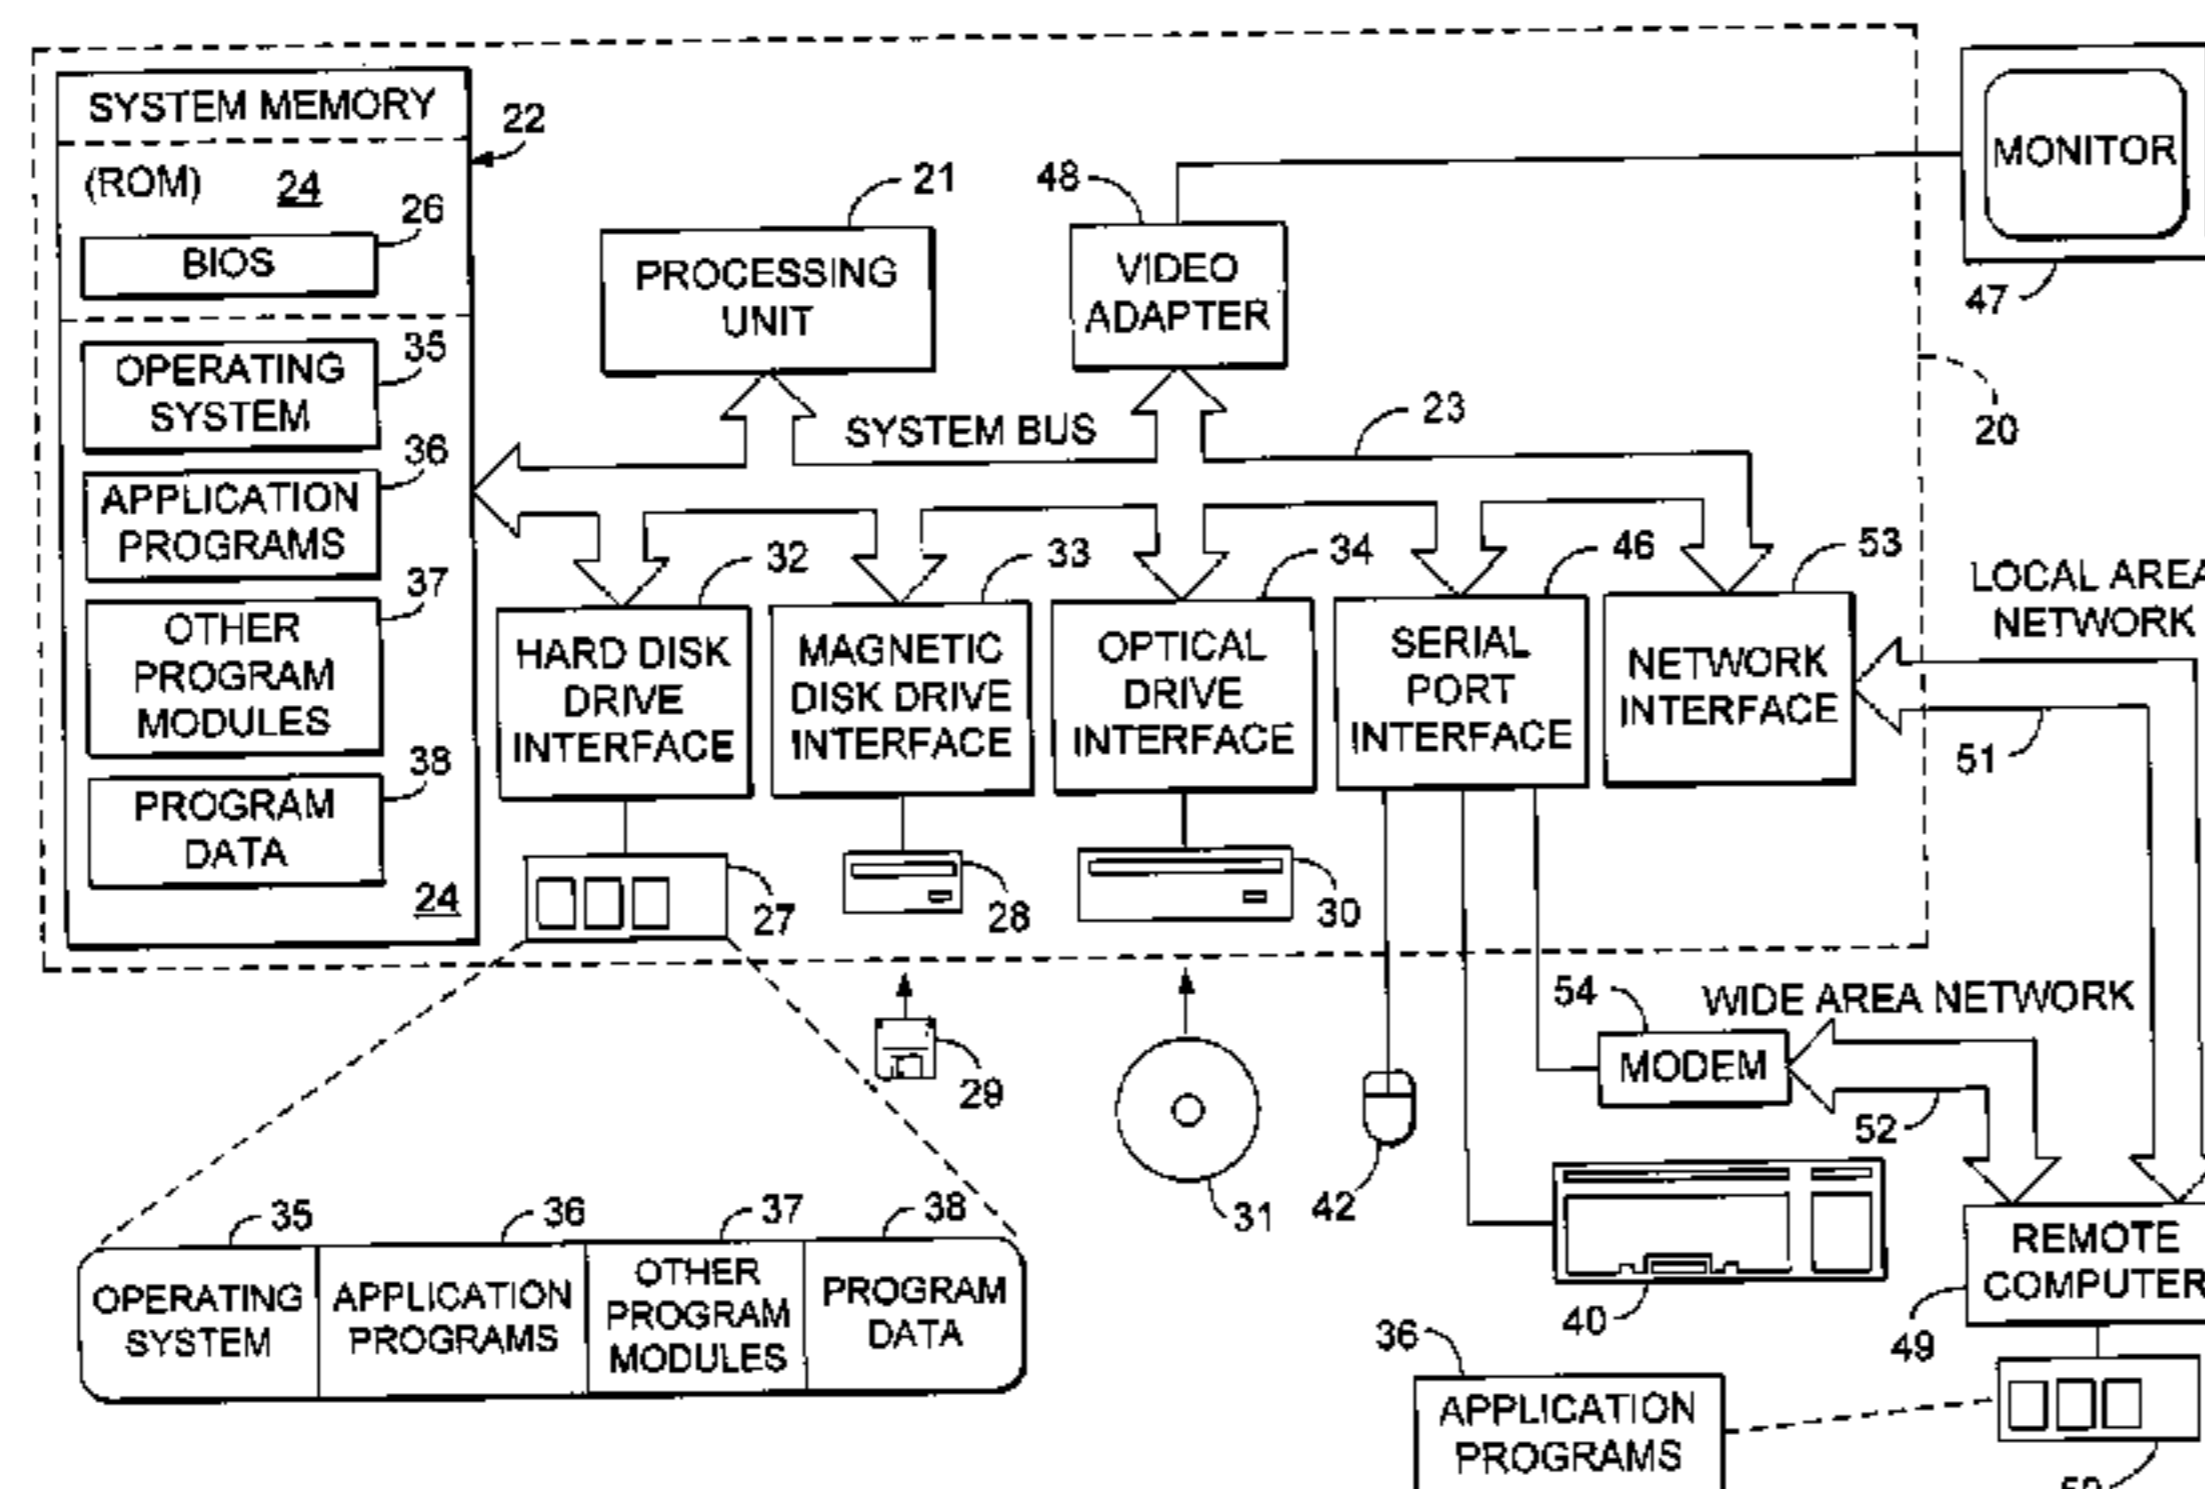 SYSTEM MEMORY
22
(ROM) 24
26
BIOS
35
OPERATING
SYSTEM
36
APPLICATION
PROGRAMS
37
OTHER
PROGRAM
MODULES
38
PROGRAM
DATA
24
21
PROCESSING
UNIT
48
VIDEO
ADAPTER
MONITOR
47
20
SYSTEM BUS
23
32
HARD DISK
DRIVE
INTERFACE
33
MAGNETIC
DISK DRIVE
INTERFACE
34
OPTICAL
DRIVE
INTERFACE
46
SERIAL
PORT
INTERFACE
53
NETWORK
INTERFACE
LOCAL AREA
NETWORK
51
27
28
30
29
31
42
54
MODEM
WIDE AREA NETWORK
52
40
REMOTE
COMPUTER
49
35
OPERATING
SYSTEM
36
APPLICATION
PROGRAMS
37
OTHER
PROGRAM
MODULES
38
PROGRAM
DATA
36
APPLICATION
PROGRAMS